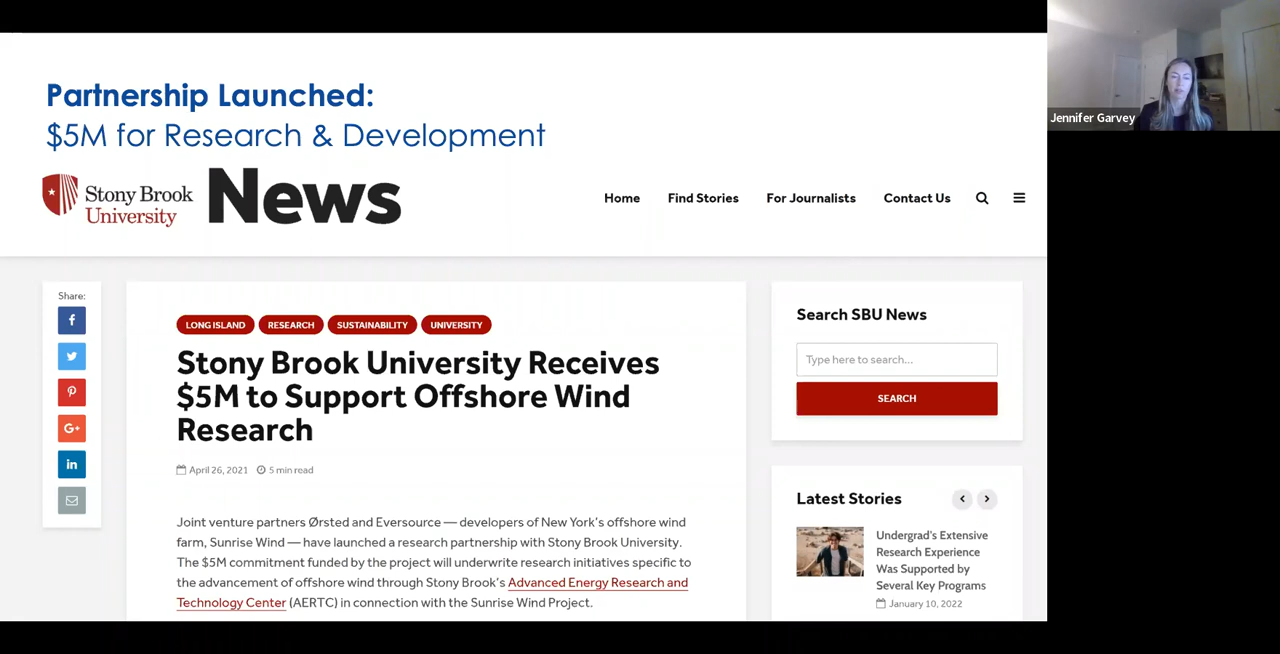 Partnership Launched:
$5M for Research & Development
Stony Brook
University
News
Home
Find Stories
For Journalists
Contact Us
Share:
LONG ISLAND
RESEARCH
SUSTAINABILITY
UNIVERSITY
Stony Brook University Receives
$5M to Support Offshore Wind
Research
April 26, 2021
5 min read
Joint venture partners Ørsted and Eversource — developers of New York's offshore wind
farm, Sunrise Wind — have launched a research partnership with Stony Brook University.
The $5M commitment funded by the project will underwrite research initiatives specific to
the advancement of offshore wind through Stony Brook's Advanced Energy Research and
Technology Center (AERTC) in connection with the Sunrise Wind Project.
Search SBU News
Type here to search...
SEARCH
Latest Stories
Undergrad's Extensive
Research Experience
Was Supported by
Several Key Programs
January 10, 2022
Jennifer Garvey